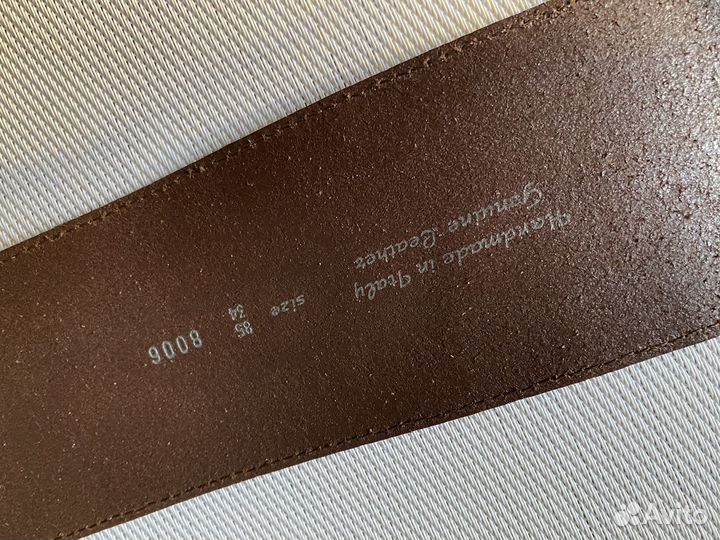 Handmade in Italy
Genuine Leather
size 85
34
8006
Avito